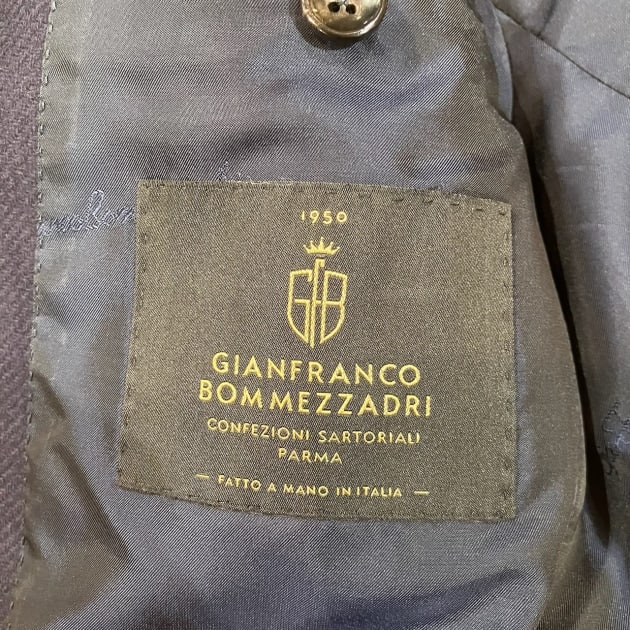 1950
GFB
GIANFRANCO
BOMMEZZADRI
CONFEZIONI SARTORIALI
PARMA
— FATTO A MANO IN ITALIA —